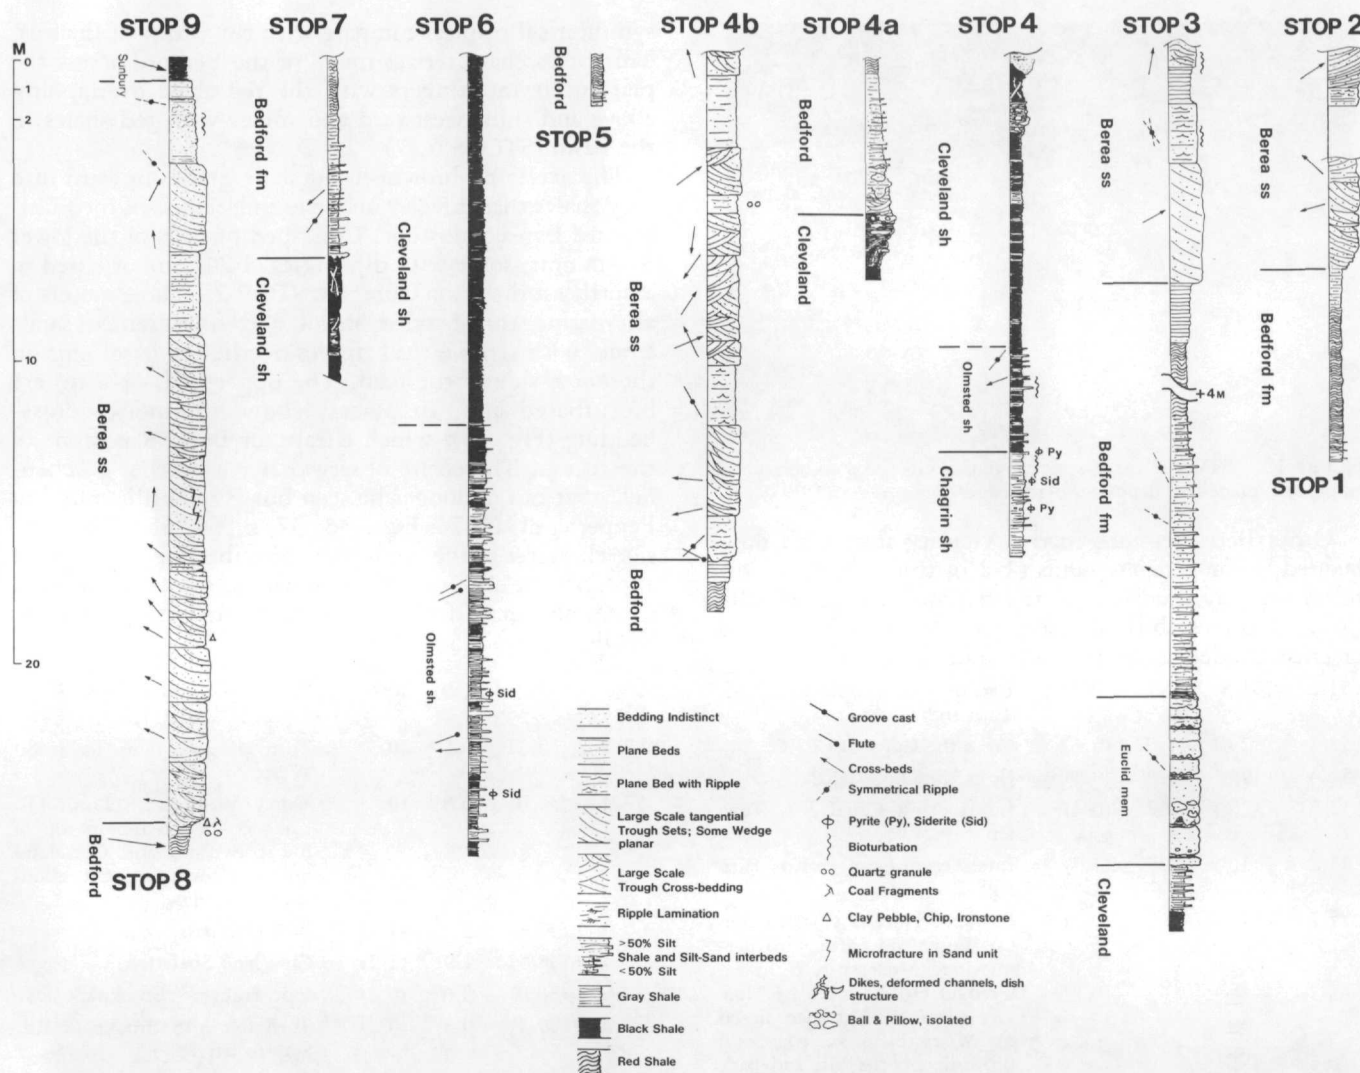 STOP 9
STOP 7
STOP 6
STOP 4b
STOP 4a
STOP 4
STOP 3
STOP 2
M
0
2
10
20
Sunbury
Berea ss
Bedford
STOP 8
Bedford fm
Cleveland sh
Cleveland sh
Olmsted sh
Sid
Sid
Bedford
STOP 5
Berea ss
Bedford
Bedford
Cleveland
Cleveland sh
Olmsted sh
Chagrin sh
Py
Sid
Py
Berea ss
+4M
Bedford fm
Euclid mem
Cleveland
Berea ss
Bedford fm
STOP 1
Bedding Indistinct
Plane Beds
Plane Bed with Ripple
Large Scale tangential
Trough Sets; Some Wedge
planar
Large Scale
Trough Cross-bedding
Ripple Lamination
>50% Silt
Shale and Silt-Sand interbeds
<50% Silt
Gray Shale
Black Shale
Red Shale
Groove cast
Flute
Cross-beds
Symmetrical Ripple
Pyrite (Py), Siderite (Sid)
Bioturbation
Quartz granule
Coal Fragments
Clay Pebble, Chip, Ironstone
Microfracture in Sand unit
Dikes, deformed channels, dish
structure
Ball & Pillow, isolated